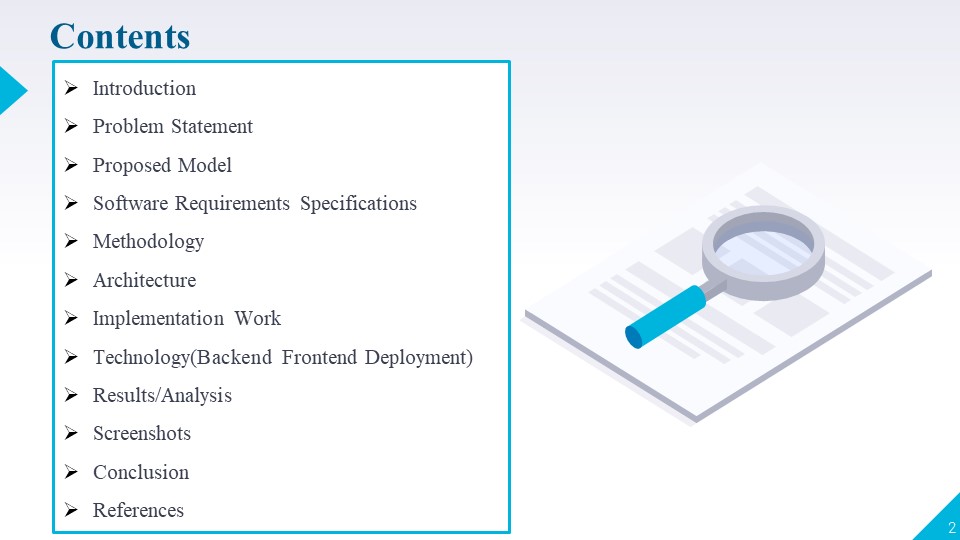 Contents
Introduction
Problem Statement
Proposed Model
Software Requirements Specifications
Methodology
Architecture
Implementation Work
Technology(Backend Frontend Deployment)
Results/Analysis
Screenshots
Conclusion
References
2